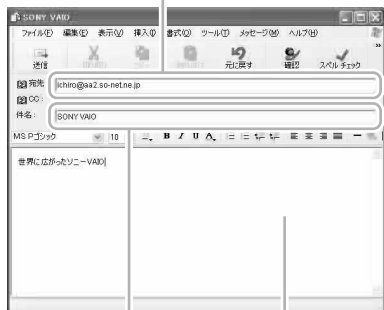 SONY VAIO
ファイル(F) 編集(E) 表示(V) 挿入(I) 書式(O) ツール(T) メッセージ(M) ヘルプ(H)
送信 元に戻す 確認 スペル チェック
宛先: ichiro@aa2.so-net.ne.jp
CC:
件名: SONY VAIO
MS Pゴシック 10 B I U A
世界に広がったソニーVAIO